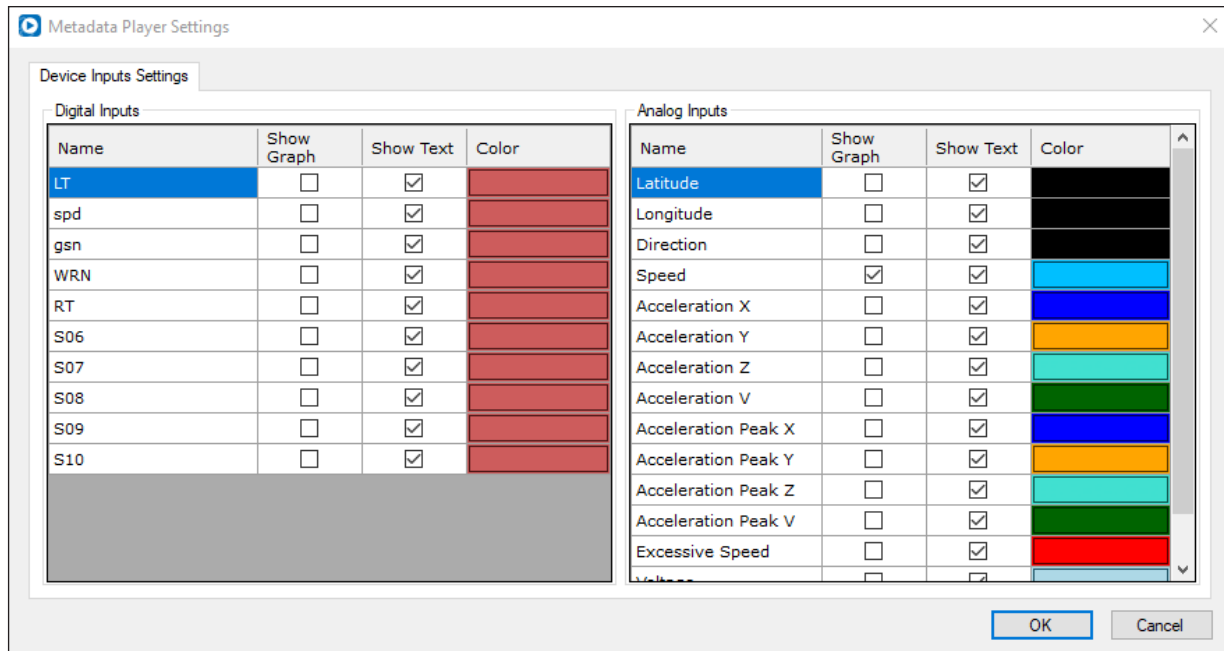 Metadata Player Settings
Device Inputs Settings
Digital Inputs
Name Show Graph Show Text Color
LT
spd
gsn
WRN
RT
S06
S07
S08
S09
S10
Analog Inputs
Name Show Graph Show Text Color
Latitude
Longitude
Direction
Speed
Acceleration X
Acceleration Y
Acceleration Z
Acceleration V
Acceleration Peak X
Acceleration Peak Y
Acceleration Peak Z
Acceleration Peak V
Excessive Speed
Voltage
OK Cancel